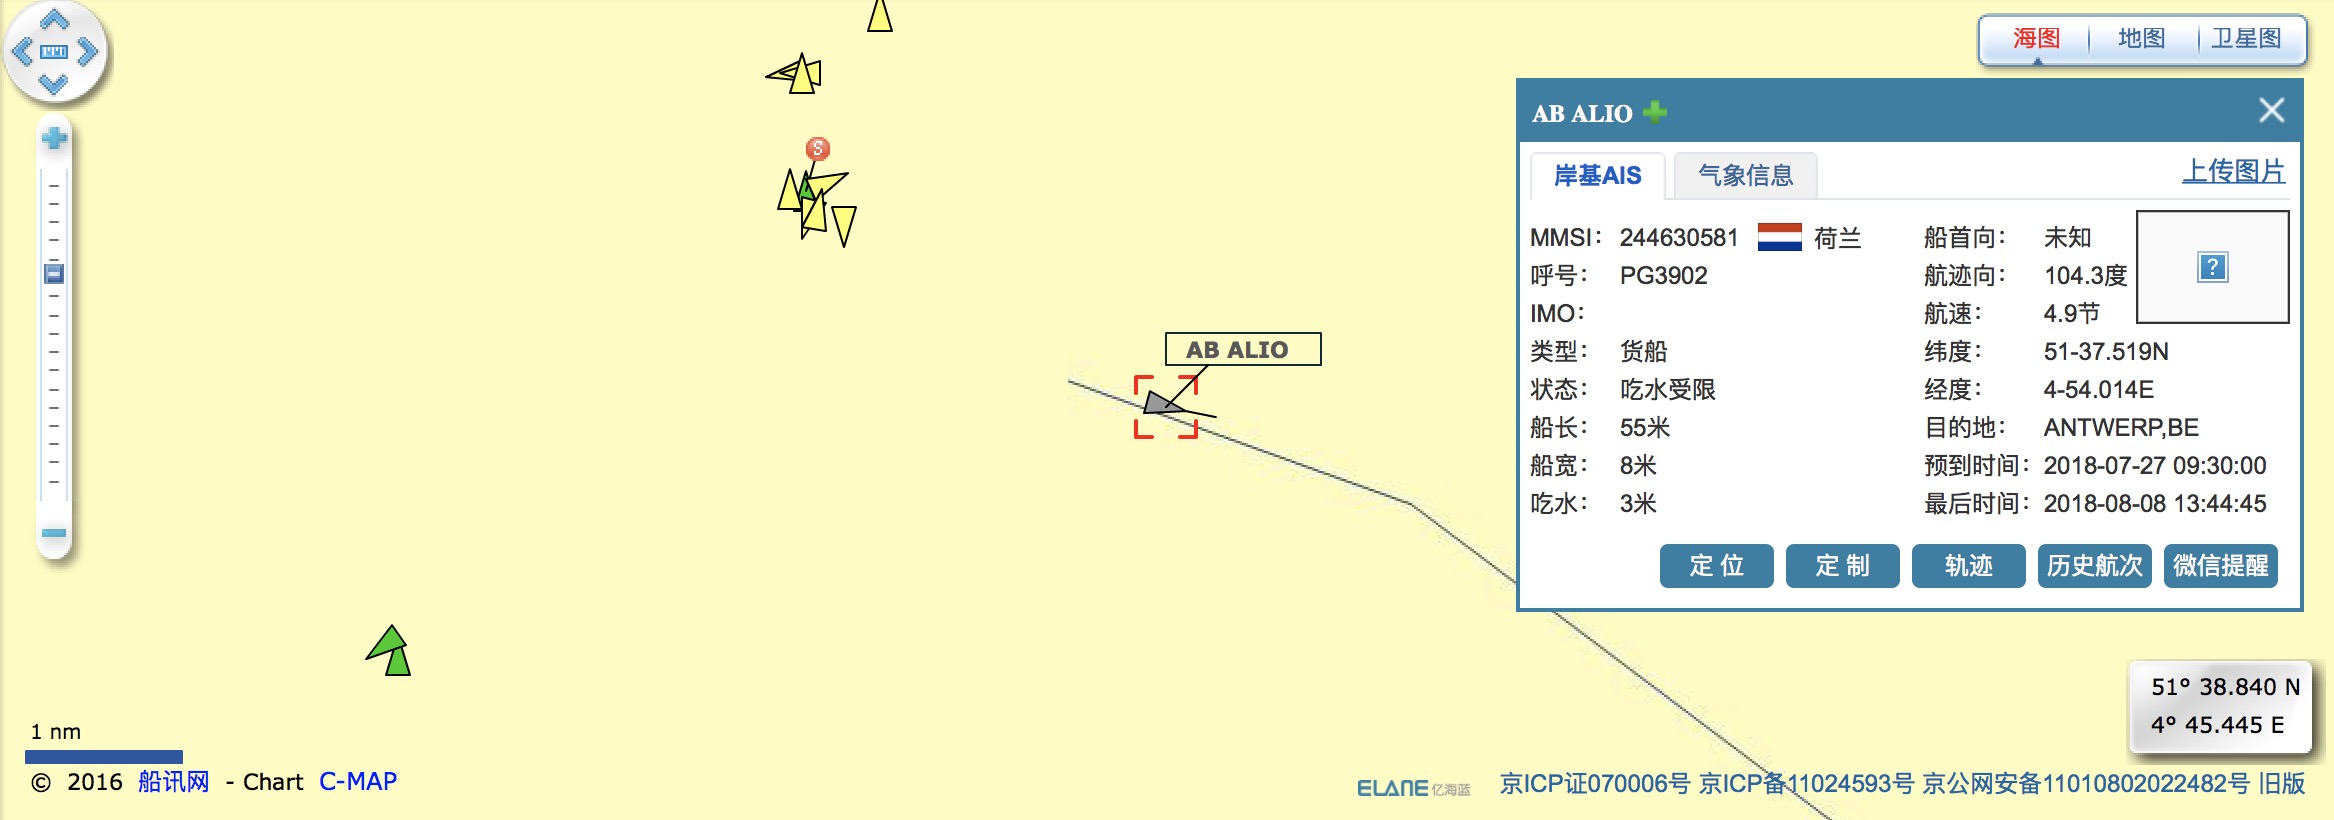 海图 地图 卫星图
AB ALIO
岸基AIS 气象信息 上传图片
MMSI: 244630581 荷兰
呼号: PG3902
IMO:
类型: 货船
状态: 吃水受限
船长: 55米
船宽: 8米
吃水: 3米
船首向: 未知
航迹向: 104.3度
航速: 4.9节
纬度: 51-37.519N
经度: 4-54.014E
目的地: ANTWERP,BE
预到时间: 2018-07-27 09:30:00
最后时间: 2018-08-08 13:44:45
定 位 定 制 轨迹 历史航次 微信提醒
S
AB ALIO
51° 38.840 N
4° 45.445 E
1 nm
© 2016 船讯网 - Chart C-MAP
ELANE 亿海蓝 京ICP证070006号 京ICP备11024593号 京公网安备11010802022482号 旧版